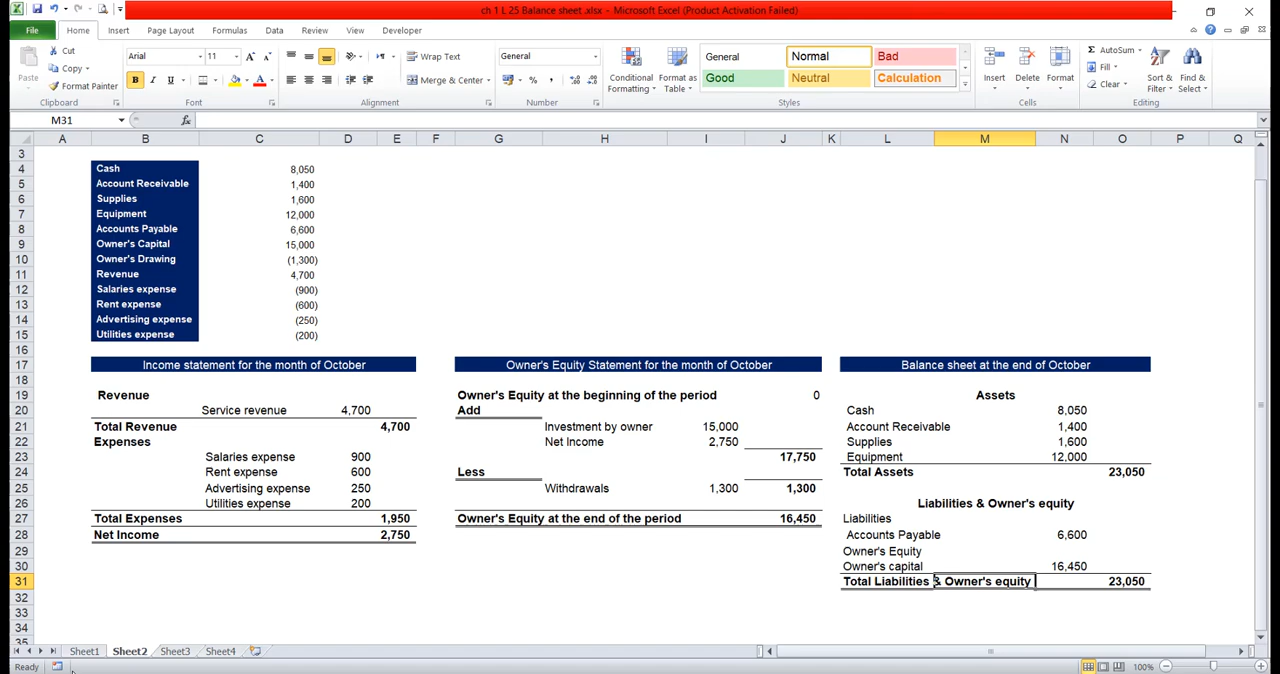 ch 1 L 25 Balance sheet .xlsx - Microsoft Excel (Product Activation Failed)
File Home Insert Page Layout Formulas Data Review View Developer
Paste
Cut
Copy
Format Painter
Clipboard
Arial 11
B I U
Font
Wrap Text
Merge & Center
Alignment
General
Number
Conditional Formatting
Format as Table
General Normal Bad
Good Neutral Calculation
Styles
Insert Delete Format
Cells
AutoSum
Fill
Clear
Sort & Filter
Find & Select
Editing
M31 fx
A B C D E F G H I J K L M N O P Q
3
4 Cash 8,050
5 Account Receivable 1,400
6 Supplies 1,600
7 Equipment 12,000
8 Accounts Payable 6,600
9 Owner's Capital 15,000
10 Owner's Drawing (1,300)
11 Revenue 4,700
12 Salaries expense (900)
13 Rent expense (600)
14 Advertising expense (250)
15 Utilities expense (200)
16
17 Income statement for the month of October Owner's Equity Statement for the month of October Balance sheet at the end of October
18
19 Revenue Owner's Equity at the beginning of the period 0 Assets
20 Service revenue 4,700 Add Cash 8,050
21 Total Revenue 4,700 Investment by owner 15,000 Account Receivable 1,400
22 Expenses Net Income 2,750 Supplies 1,600
23 Salaries expense 900 17,750 Equipment 12,000
24 Rent expense 600 Less Total Assets 23,050
25 Advertising expense 250 Withdrawals 1,300 1,300
26 Utilities expense 200 Liabilities & Owner's equity
27 Total Expenses 1,950 Owner's Equity at the end of the period 16,450 Liabilities
28 Net Income 2,750 Accounts Payable 6,600
29 Owner's Equity
30 Owner's capital 16,450
31 Total Liabilities & Owner's equity 23,050
32
33
34
35
Sheet1 Sheet2 Sheet3 Sheet4
Ready 100%